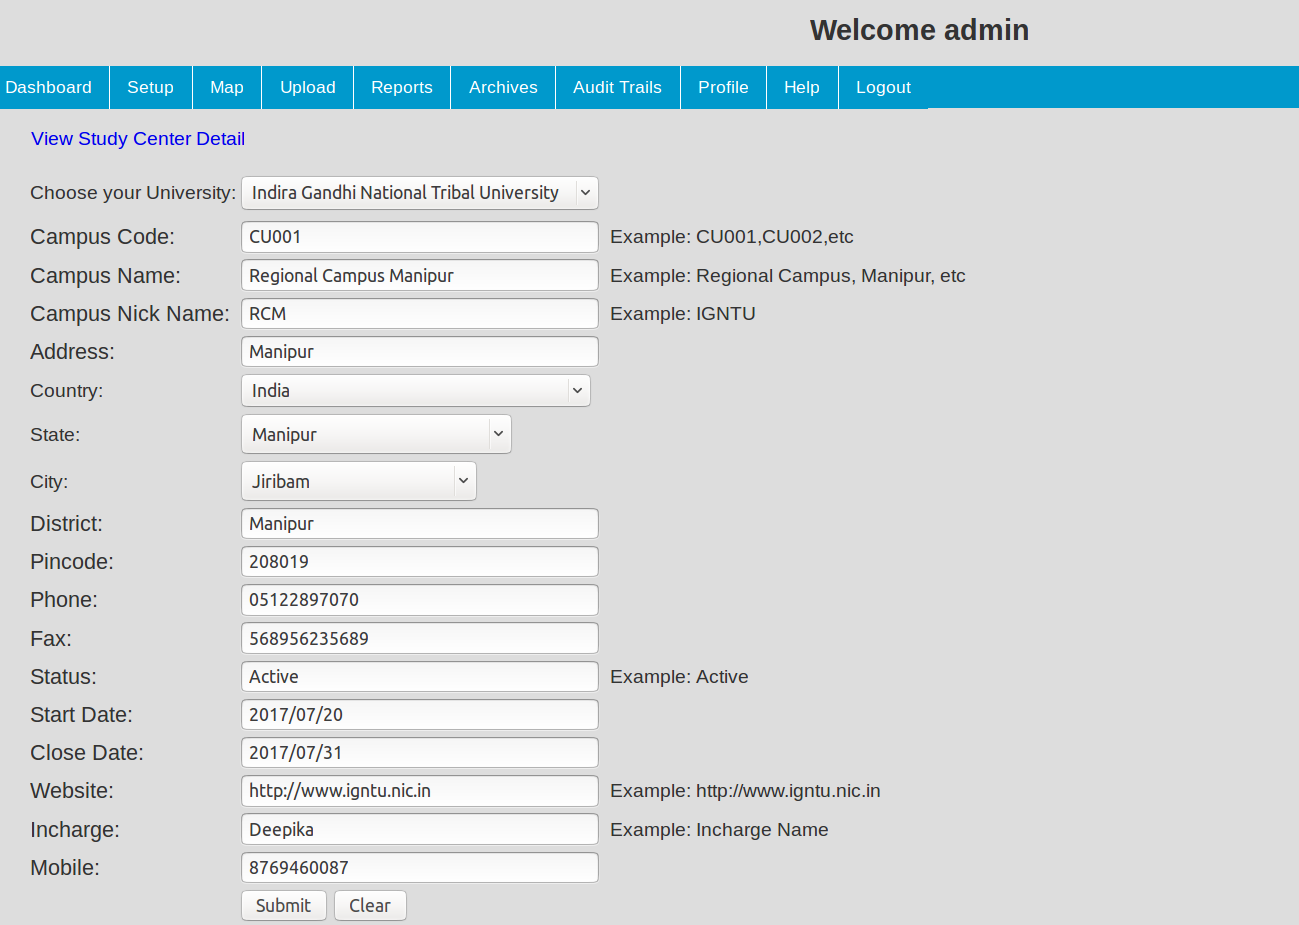 Welcome admin
Dashboard Setup Map Upload Reports Archives Audit Trails Profile Help Logout
View Study Center Detail
Choose your University: Indira Gandhi National Tribal University
Campus Code: CU001 Example: CU001,CU002,etc
Campus Name: Regional Campus Manipur Example: Regional Campus, Manipur, etc
Campus Nick Name: RCM Example: IGNTU
Address: Manipur
Country: India
State: Manipur
City: Jiribam
District: Manipur
Pincode: 208019
Phone: 05122897070
Fax: 568956235689
Status: Active Example: Active
Start Date: 2017/07/20
Close Date: 2017/07/31
Website: http://www.igntu.nic.in Example: http://www.igntu.nic.in
Incharge: Deepika Example: Incharge Name
Mobile: 8769460087
Submit Clear